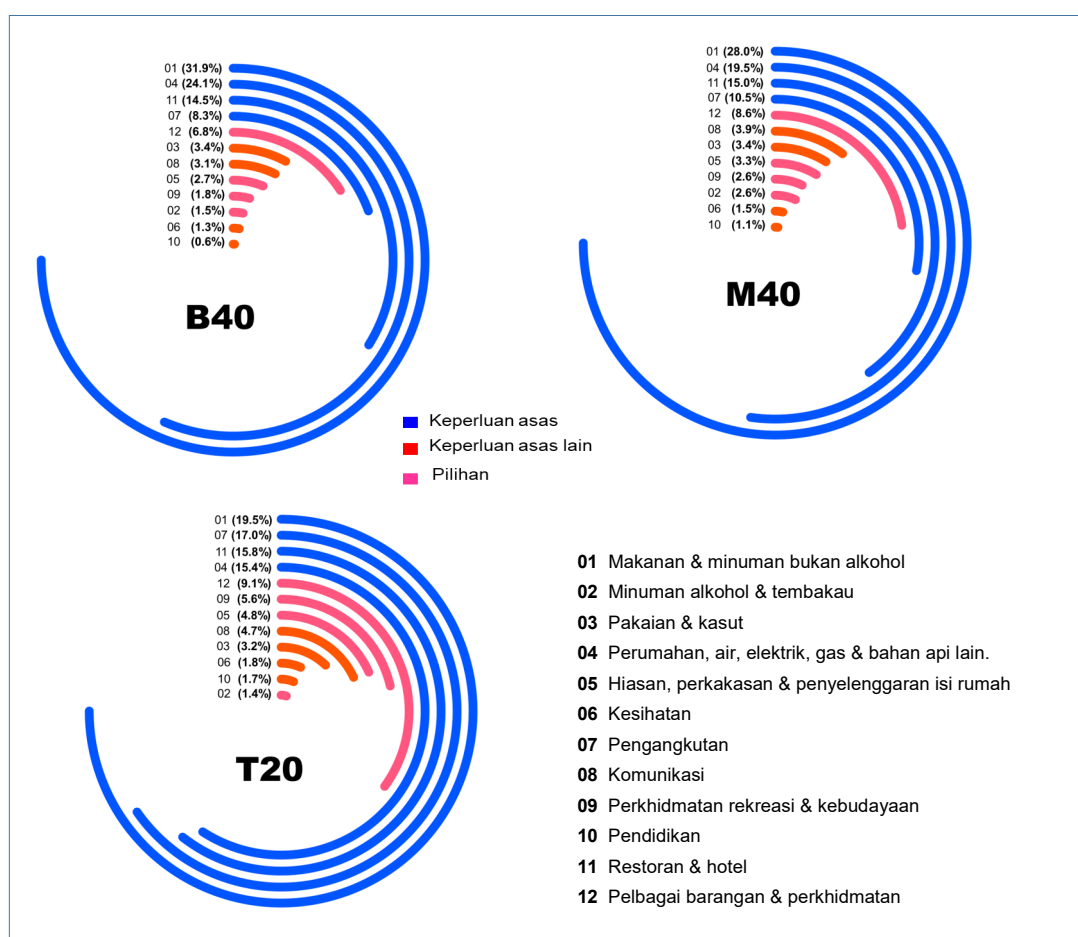 01 (31.9%)
04 (24.1%)
11 (14.5%)
07 (8.3%)
12 (6.8%)
03 (3.4%)
08 (3.1%)
05 (2.7%)
09 (1.8%)
02 (1.5%)
06 (1.3%)
10 (0.6%)
B40
01 (28.0%)
04 (19.5%)
11 (15.0%)
07 (10.5%)
12 (8.6%)
08 (3.9%)
03 (3.4%)
05 (3.3%)
09 (2.6%)
02 (2.6%)
06 (1.5%)
10 (1.1%)
M40
Keperluan asas
Keperluan asas lain
Pilihan
01 (19.5%)
07 (17.0%)
11 (15.8%)
04 (15.4%)
12 (9.1%)
09 (5.6%)
05 (4.8%)
08 (4.7%)
03 (3.2%)
06 (1.8%)
10 (1.7%)
02 (1.4%)
T20
01 Makanan & minuman bukan alkohol
02 Minuman alkohol & tembakau
03 Pakaian & kasut
04 Perumahan, air, elektrik, gas & bahan api lain.
05 Hiasan, perkakasan & penyelenggaran isi rumah
06 Kesihatan
07 Pengangkutan
08 Komunikasi
09 Perkhidmatan rekreasi & kebudayaan
10 Pendidikan
11 Restoran & hotel
12 Pelbagai barangan & perkhidmatan